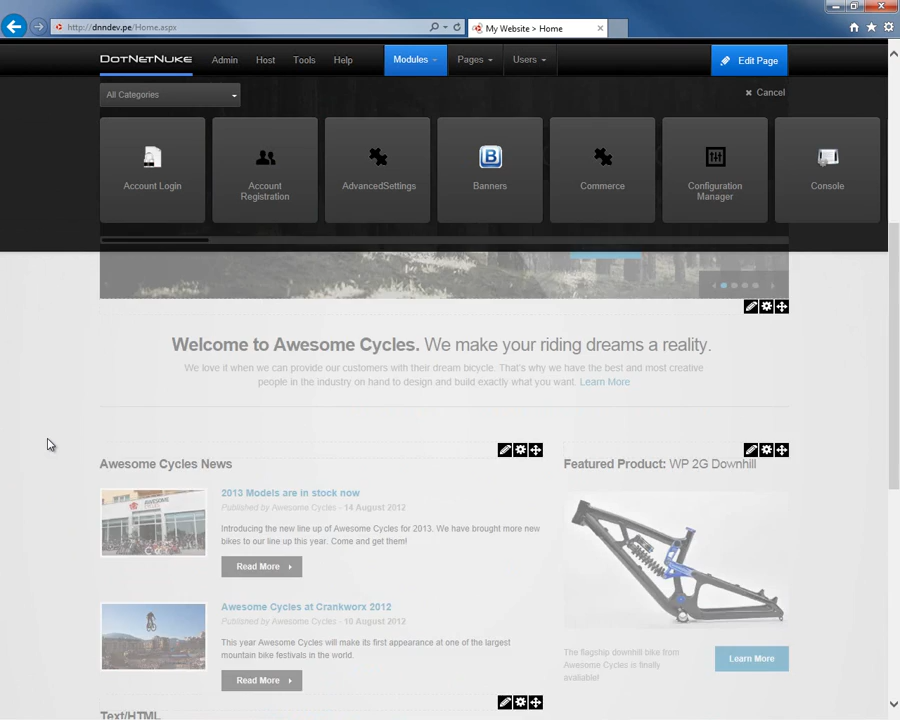 http://dnndev.pe/Home.aspx
My Website > Home
DOTNETNUKE Admin Host Tools Help Modules Pages Users Edit Page
All Categories
Cancel
Account Login
Account Registration
AdvancedSettings
Banners
Commerce
Configuration Manager
Console
Welcome to Awesome Cycles. We make your riding dreams a reality.
We love it when we can provide our customers with their dream bicycle. That's why we have the best and most creative
people in the industry on hand to design and build exactly what you want. Learn More
Awesome Cycles News
2013 Models are in stock now
Published by Awesome Cycles - 14 August 2012
Introducing the new line up of Awesome Cycles for 2013. We have brought more new
bikes to our line up this year. Come and get them!
Read More
Awesome Cycles at Crankworx 2012
Published by Awesome Cycles - 10 August 2012
This year Awesome Cycles will make its first appearance at one of the largest
mountain bike festivals in the world.
Read More
Text/HTML
Featured Product: WP 2G Downhill
The flagship downhill bike from
Awesome Cycles is finally
available!
Learn More